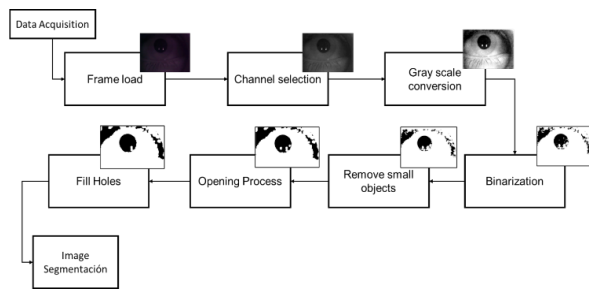 Data Acquisition
Frame load
Channel selection
Gray scale
conversion
Binarization
Remove small
objects
Opening Process
Fill Holes
Image
Segmentación